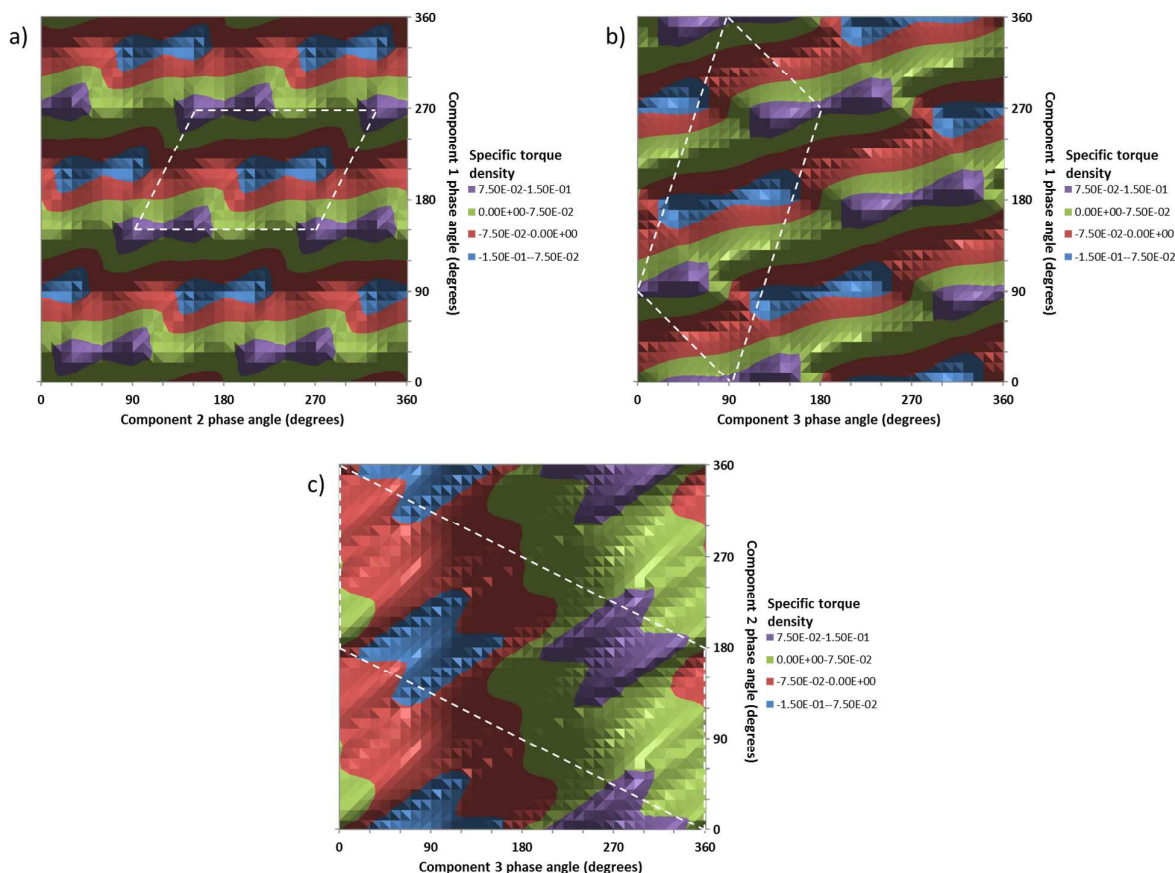 a)
360
270
180
90
0
Component 1 phase angle (degrees)
0 90 180 270 360
Component 2 phase angle (degrees)
Specific torque
density
7.50E-02-1.50E-01
0.00E+00-7.50E-02
-7.50E-02-0.00E+00
-1.50E-01--7.50E-02
b)
360
270
180
90
0
Component 1 phase angle (degrees)
0 90 180 270 360
Component 3 phase angle (degrees)
Specific torque
density
7.50E-02-1.50E-01
0.00E+00-7.50E-02
-7.50E-02-0.00E+00
-1.50E-01--7.50E-02
c)
360
270
180
90
0
Component 2 phase angle (degrees)
0 90 180 270 360
Component 3 phase angle (degrees)
Specific torque
density
7.50E-02-1.50E-01
0.00E+00-7.50E-02
-7.50E-02-0.00E+00
-1.50E-01--7.50E-02